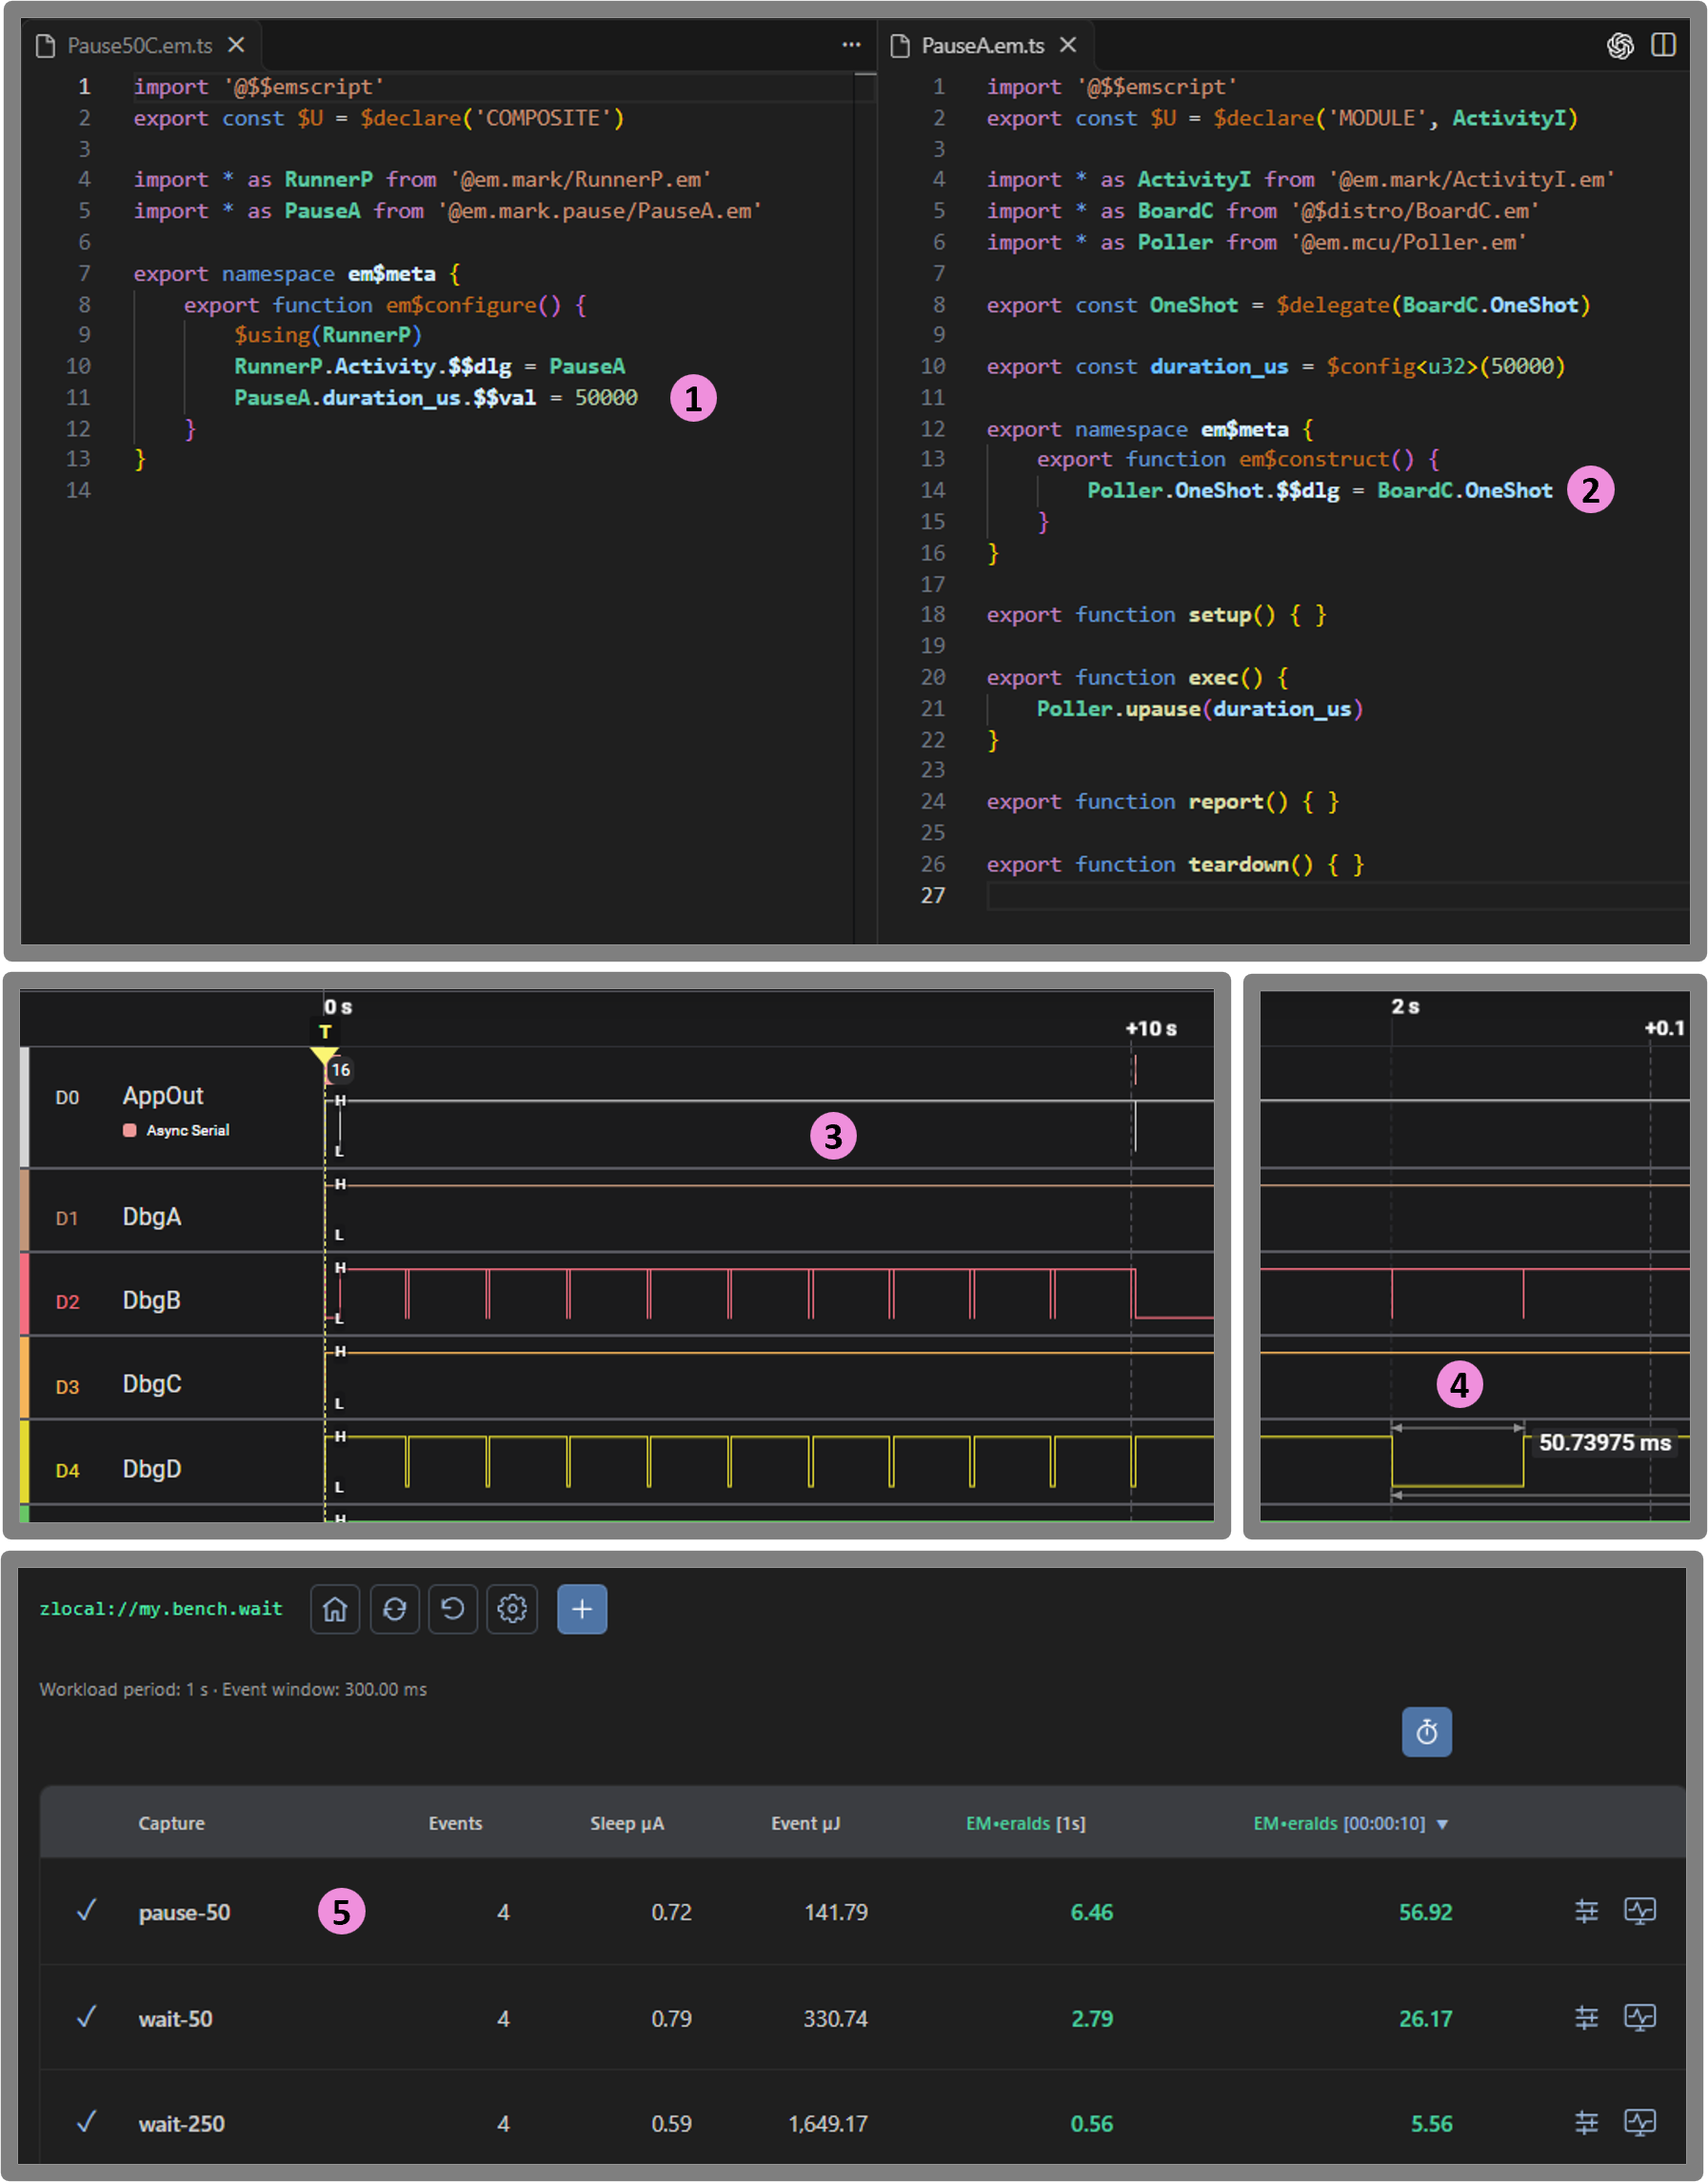 Pause50C.em.ts
1 import '@$$emscript'
2 export const $U = $declare('COMPOSITE')
3
4 import * as RunnerP from '@em.mark/RunnerP.em'
5 import * as PauseA from '@em.mark.pause/PauseA.em'
6
7 export namespace em$meta {
8 export function em$configure() {
9 $using(RunnerP)
10 RunnerP.Activity.$$dlg = PauseA
11 PauseA.duration_us.$$val = 50000 1
12 }
13 }
14
PauseA.em.ts
1 import '@$$emscript'
2 export const $U = $declare('MODULE', ActivityI)
3
4 import * as ActivityI from '@em.mark/ActivityI.em'
5 import * as BoardC from '@$distro/BoardC.em'
6 import * as Poller from '@em.mcu/Poller.em'
7
8 export const OneShot = $delegate(BoardC.OneShot)
9
10 export const duration_us = $config<u32>(50000)
11
12 export namespace em$meta {
13 export function em$construct() {
14 Poller.OneShot.$$dlg = BoardC.OneShot 2
15 }
16 }
17
18 export function setup() { }
19
20 export function exec() {
21 Poller.upause(duration_us)
22 }
23
24 export function report() { }
25
26 export function teardown() { }
27
0 s
T
+10 s
16
D0 AppOut
H
Async Serial
L
3
D1 DbgA
H
L
D2 DbgB
H
L
D3 DbgC
H
L
D4 DbgD
H
L
H
2 s
+0.1
4
50.73975 ms
zlocal://my.bench.wait
Workload period: 1 s · Event window: 300.00 ms
Capture Events Sleep µA Event µJ EM•eralds [1s] EM•eralds [00:00:10] ▼
pause-50 5 4 0.72 141.79 6.46 56.92
wait-50 4 0.79 330.74 2.79 26.17
wait-250 4 0.59 1,649.17 0.56 5.56